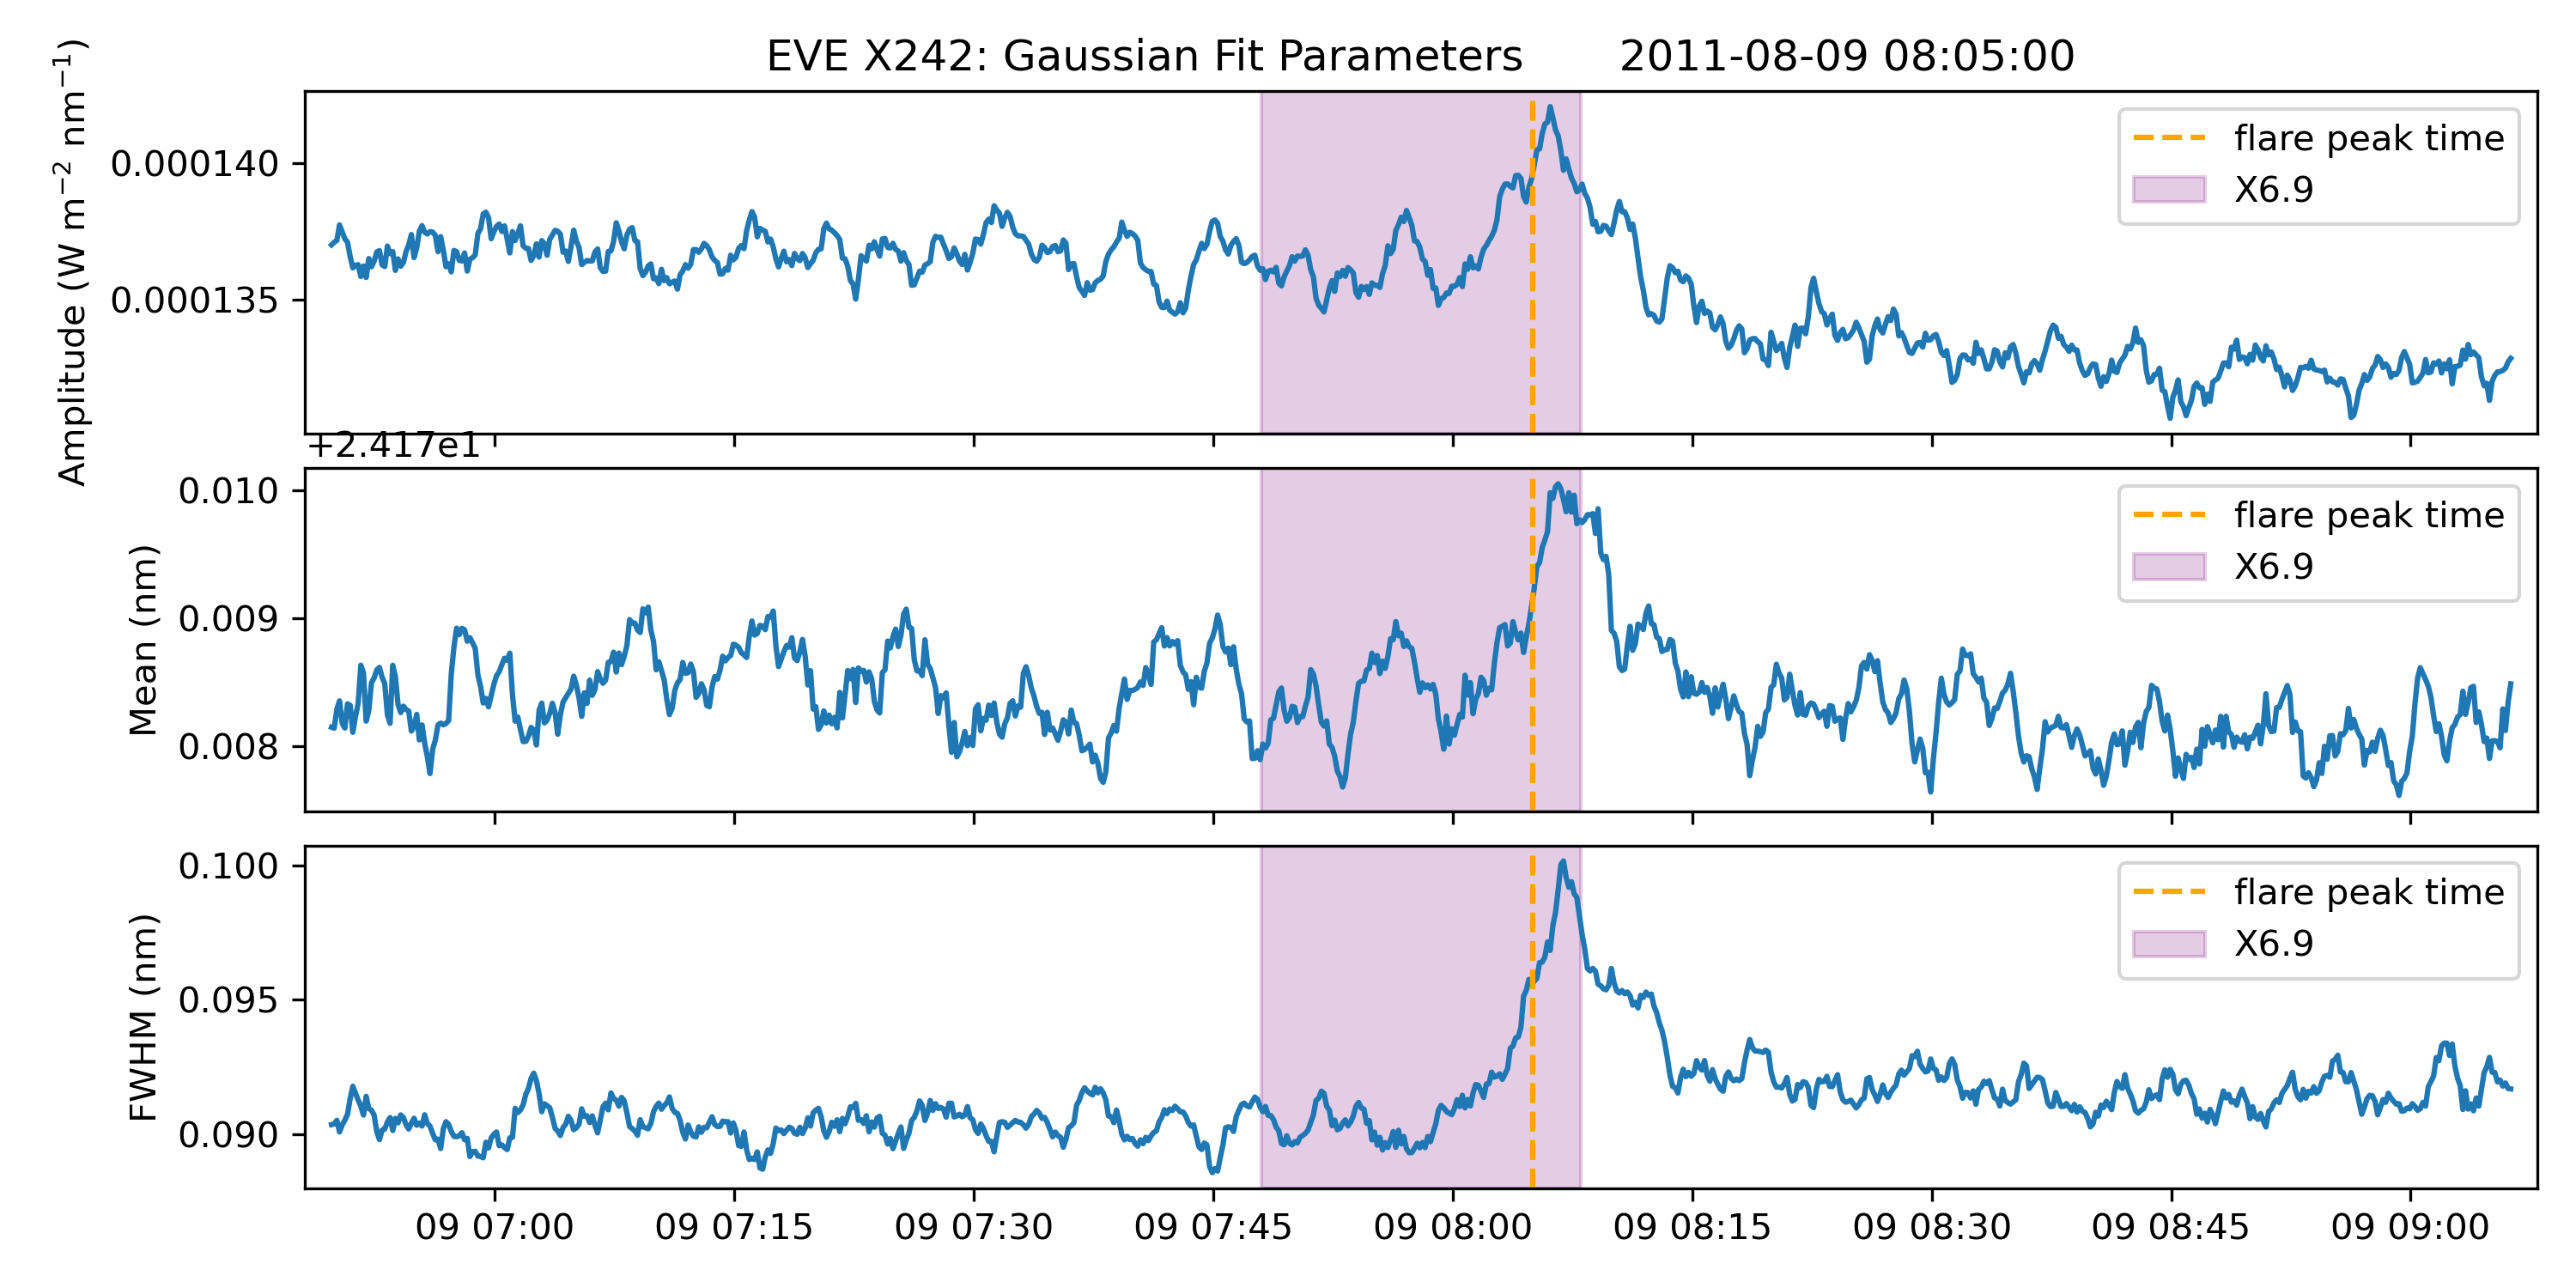 EVE X242: Gaussian Fit Parameters 2011-08-09 08:05:00
Amplitude (W m⁻² nm⁻¹)
0.000140
0.000135
flare peak time
X6.9
+2.417e1
Mean (nm)
0.010
0.009
0.008
flare peak time
X6.9
FWHM (nm)
0.100
0.095
0.090
flare peak time
X6.9
09 07:00 09 07:15 09 07:30 09 07:45 09 08:00 09 08:15 09 08:30 09 08:45 09 09:00